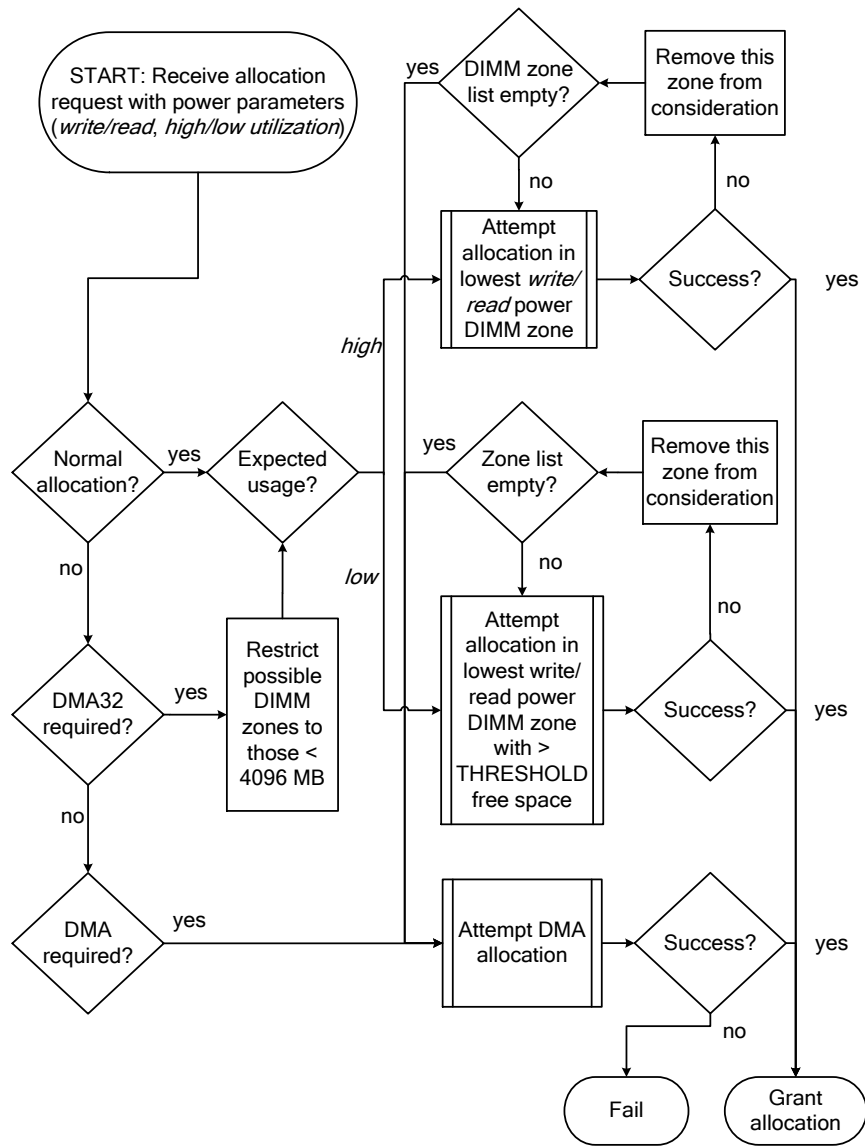 START: Receive allocation
request with power parameters
(write/read, high/low utilization)
yes
DIMM zone
list empty?
Remove this
zone from
consideration
no
no
Attempt
allocation in
lowest write/
read power
DIMM zone
Success?
yes
high
Normal
allocation?
yes
Expected
usage?
yes
Zone list
empty?
Remove this
zone from
consideration
no
low
no
no
Attempt
allocation in
lowest write/
read power
DIMM zone
with >
THRESHOLD
free space
Success?
yes
DMA32
required?
yes
Restrict
possible
DIMM
zones to
those <
4096 MB
no
DMA
required?
yes
Attempt DMA
allocation
Success?
yes
no
Fail
Grant
allocation